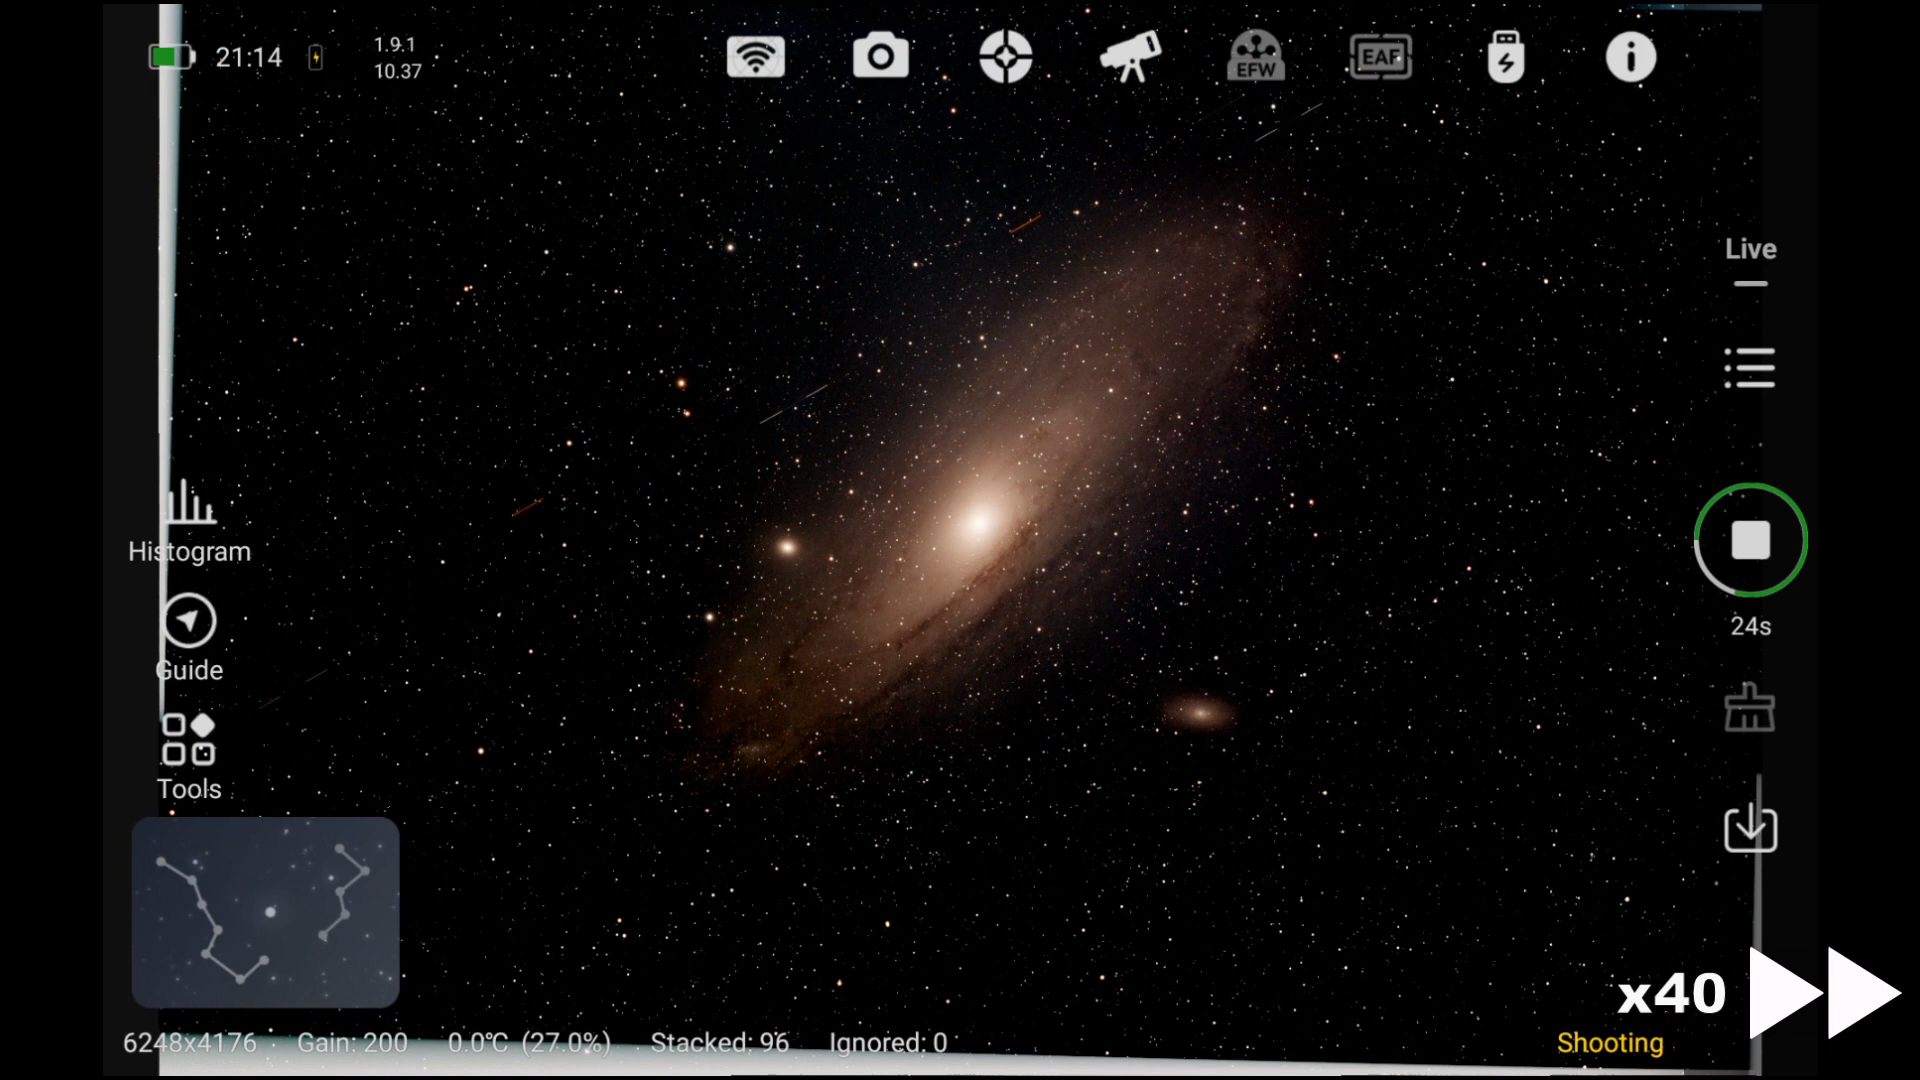 21:14
1.9.1
10.37
EFW
EAF
Live
Histogram
Guide
Tools
24s
x40
6248x4176 Gain: 200 0.0℃ (27.0%) Stacked: 96 Ignored: 0 Shooting